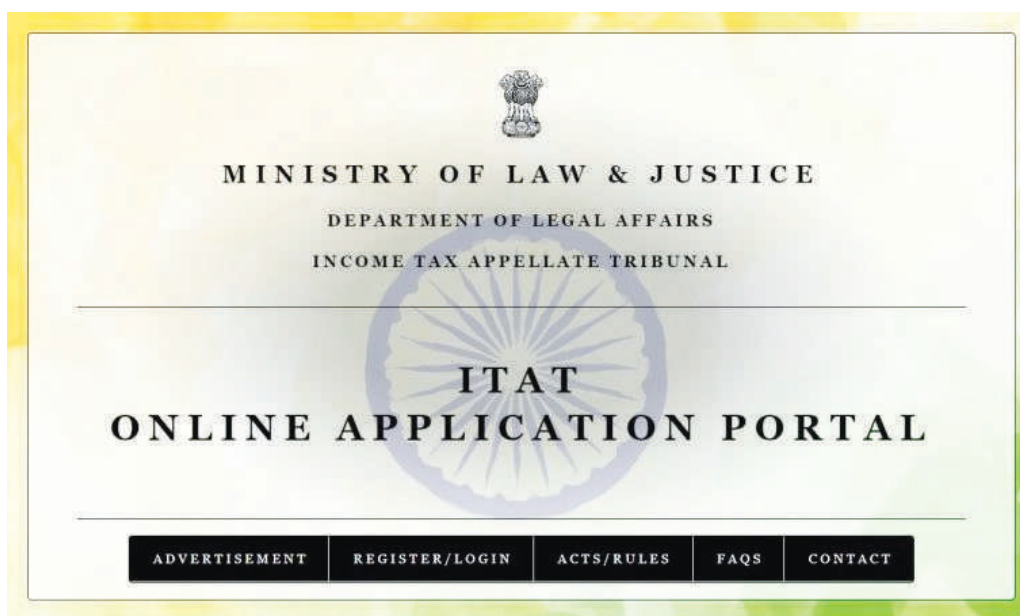 MINISTRY OF LAW & JUSTICE
DEPARTMENT OF LEGAL AFFAIRS
INCOME TAX APPELLATE TRIBUNAL
ITAT
ONLINE APPLICATION PORTAL
ADVERTISEMENT REGISTER/LOGIN ACTS/RULES FAQS CONTACT